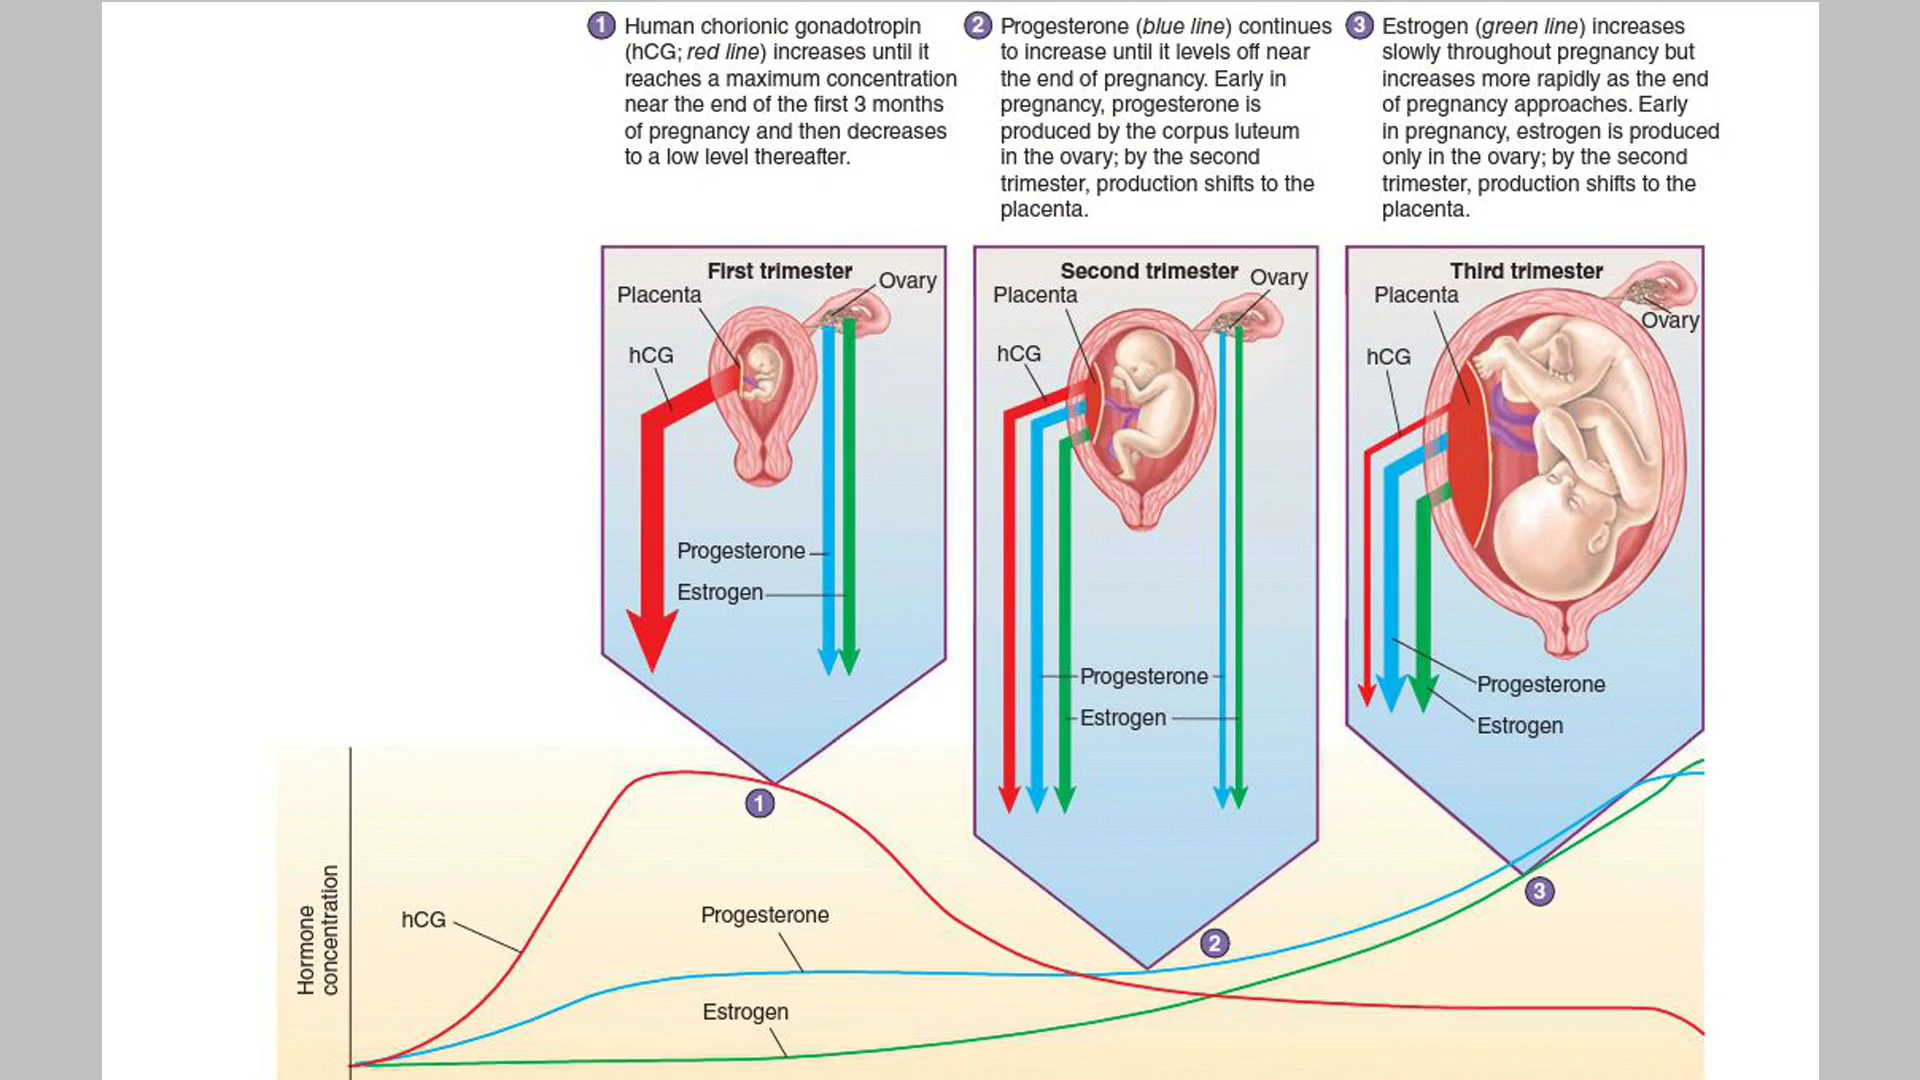 1 Human chorionic gonadotropin
(hCG; red line) increases until it
reaches a maximum concentration
near the end of the first 3 months
of pregnancy and then decreases
to a low level thereafter.
2 Progesterone (blue line) continues
to increase until it levels off near
the end of pregnancy. Early in
pregnancy, progesterone is
produced by the corpus luteum
in the ovary; by the second
trimester, production shifts to the
placenta.
3 Estrogen (green line) increases
slowly throughout pregnancy but
increases more rapidly as the end
of pregnancy approaches. Early
in pregnancy, estrogen is produced
only in the ovary; by the second
trimester, production shifts to the
placenta.
First trimester
Ovary
Placenta
hCG
Progesterone
Estrogen
Second trimester
Ovary
Placenta
hCG
Progesterone
Estrogen
Third trimester
Placenta
Ovary
hCG
Progesterone
Estrogen
1
2
3
Hormone
concentration
hCG
Progesterone
Estrogen